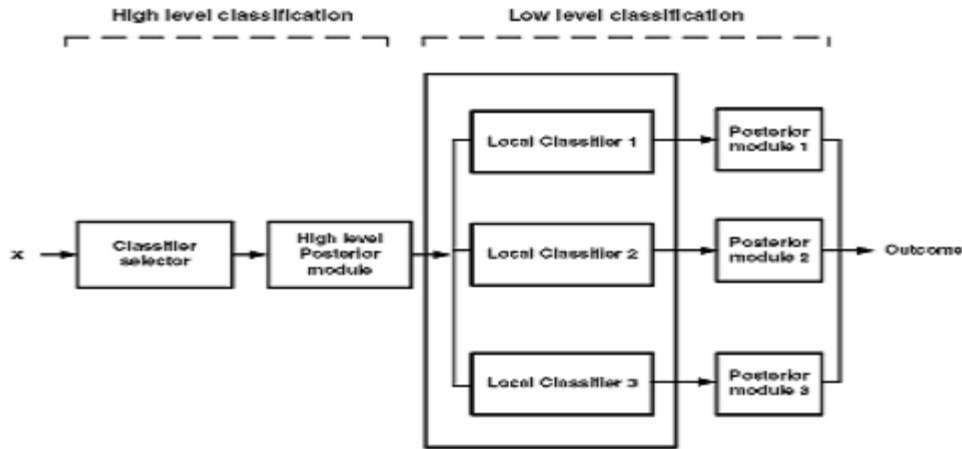 High level classification
Low level classification
x
Classifier
selector
High level
Posterior
module
Local Classifier 1
Local Classifier 2
Local Classifier 3
Posterior
module 1
Posterior
module 2
Posterior
module 3
Outcome